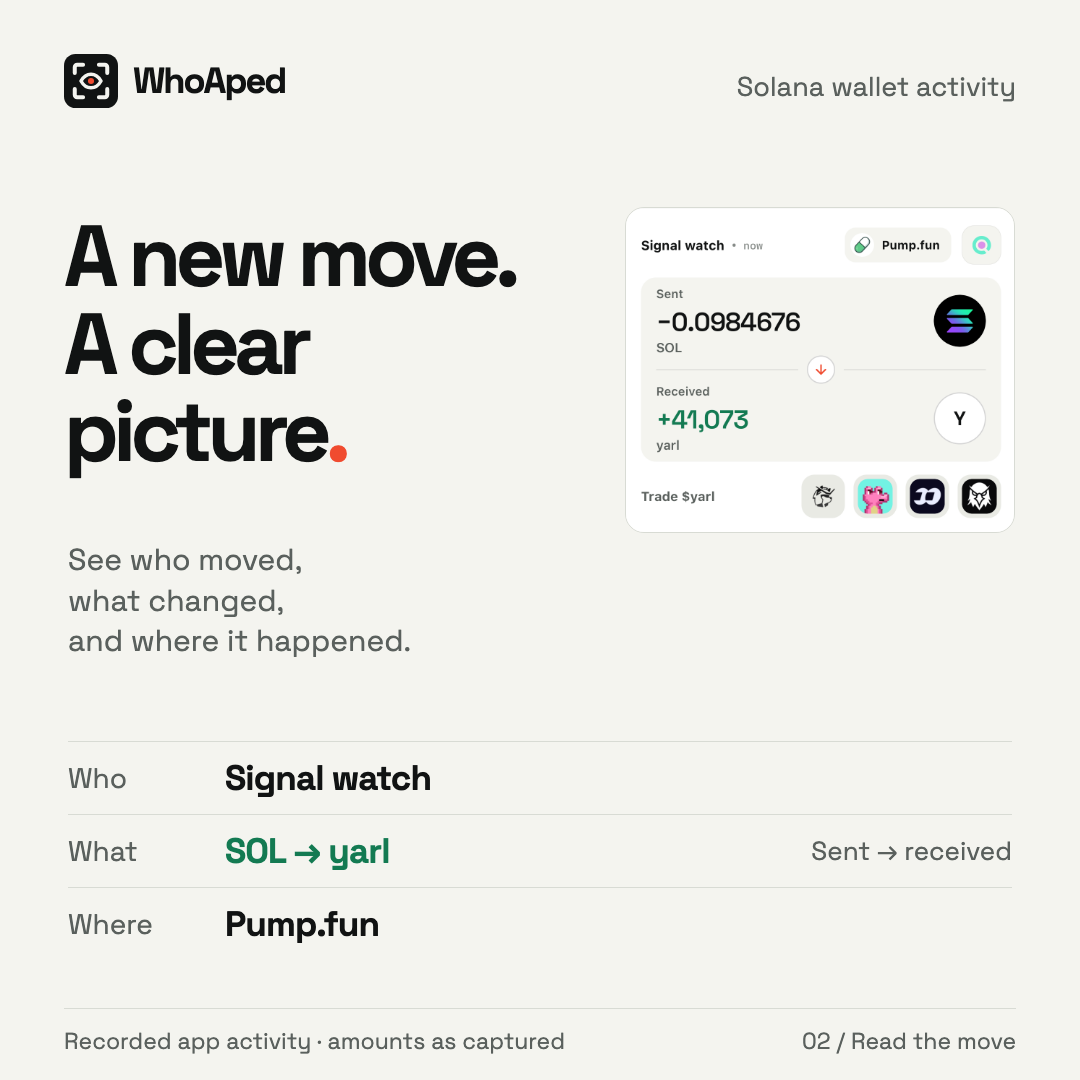 WhoAped
Solana wallet activity
A new move.
A clear
picture.
See who moved,
what changed,
and where it happened.
Signal watch • now
Pump.fun
Sent
−0.0984676
SOL
Received
+41,073
yarl
Y
Trade $yarl
Who Signal watch
What SOL → yarl Sent → received
Where Pump.fun
Recorded app activity · amounts as captured
02 / Read the move